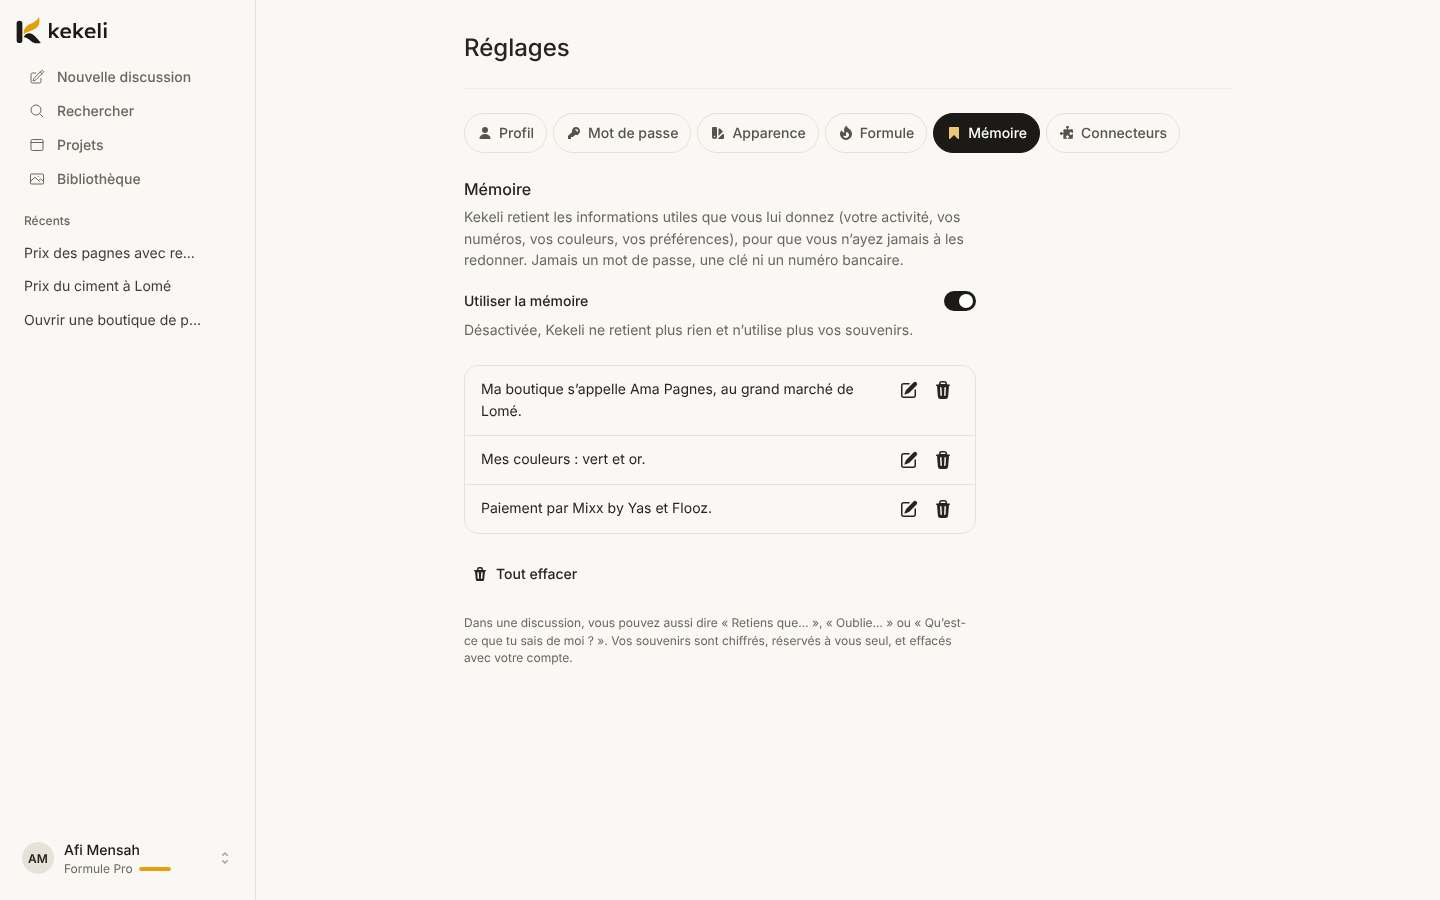 kekeli
Nouvelle discussion
Rechercher
Projets
Bibliothèque
Récents
Prix des pagnes avec re...
Prix du ciment à Lomé
Ouvrir une boutique de p...
AM
Afi Mensah
Formule Pro
Réglages
Profil
Mot de passe
Apparence
Formule
Mémoire
Connecteurs
Mémoire
Kekeli retient les informations utiles que vous lui donnez (votre activité, vos
numéros, vos couleurs, vos préférences), pour que vous n’ayez jamais à les
redonner. Jamais un mot de passe, une clé ni un numéro bancaire.
Utiliser la mémoire
Désactivée, Kekeli ne retient plus rien et n’utilise plus vos souvenirs.
Ma boutique s’appelle Ama Pagnes, au grand marché de
Lomé.
Mes couleurs : vert et or.
Paiement par Mixx by Yas et Flooz.
Tout effacer
Dans une discussion, vous pouvez aussi dire « Retiens que... », « Oublie... » ou « Qu’est-
ce que tu sais de moi ? ». Vos souvenirs sont chiffrés, réservés à vous seul, et effacés
avec votre compte.